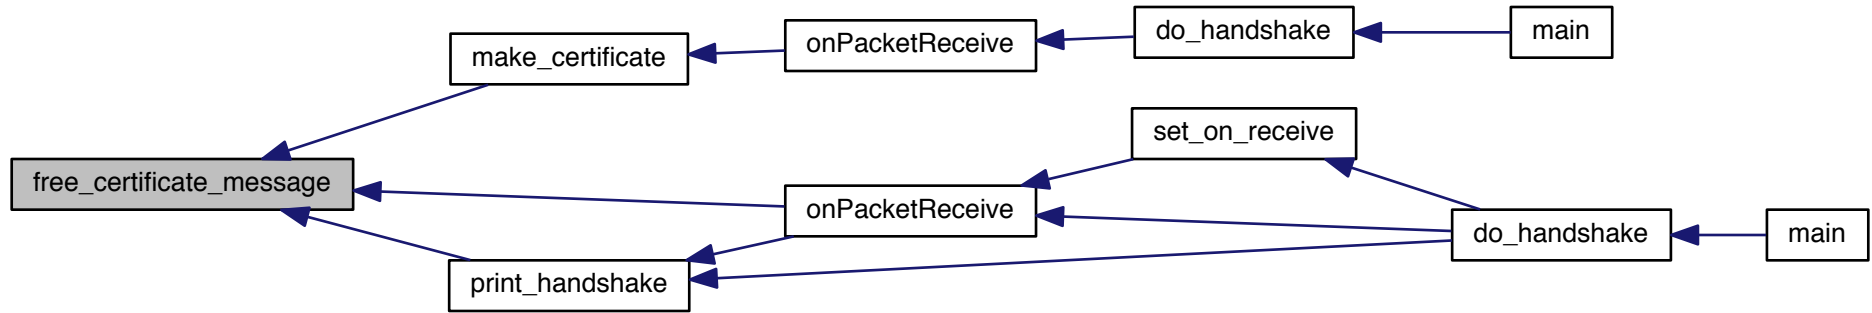 free_certificate_message
make_certificate
onPacketReceive
do_handshake
main
onPacketReceive
set_on_receive
do_handshake
main
print_handshake